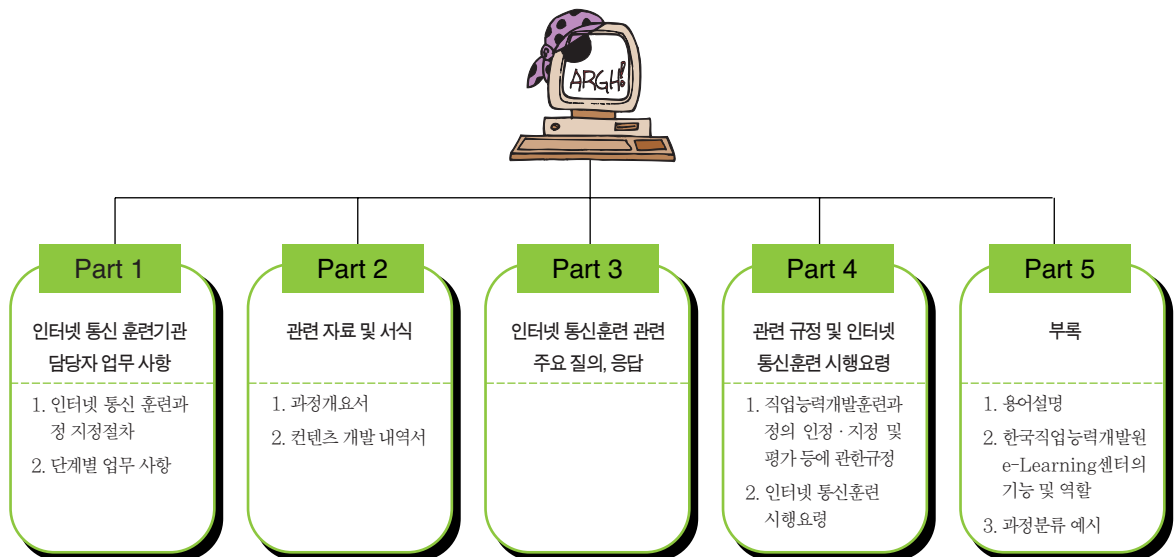 ARGH!
Part 1
인터넷 통신 훈련기관
담당자 업무 사항
1. 인터넷 통신 훈련과
정 지정절차
2. 단계별 업무 사항
Part 2
관련 자료 및 서식
1. 과정개요서
2. 컨텐츠 개발 내역서
Part 3
인터넷 통신훈련 관련
주요 질의, 응답
Part 4
관련 규정 및 인터넷
통신훈련 시행요령
1. 직업능력개발훈련과
정의 인정 · 지정 및
평가 등에 관한규정
2. 인터넷 통신훈련
시행요령
Part 5
부록
1. 용어설명
2. 한국직업능력개발원
e-Learning센터의
기능 및 역할
3. 과정분류 예시